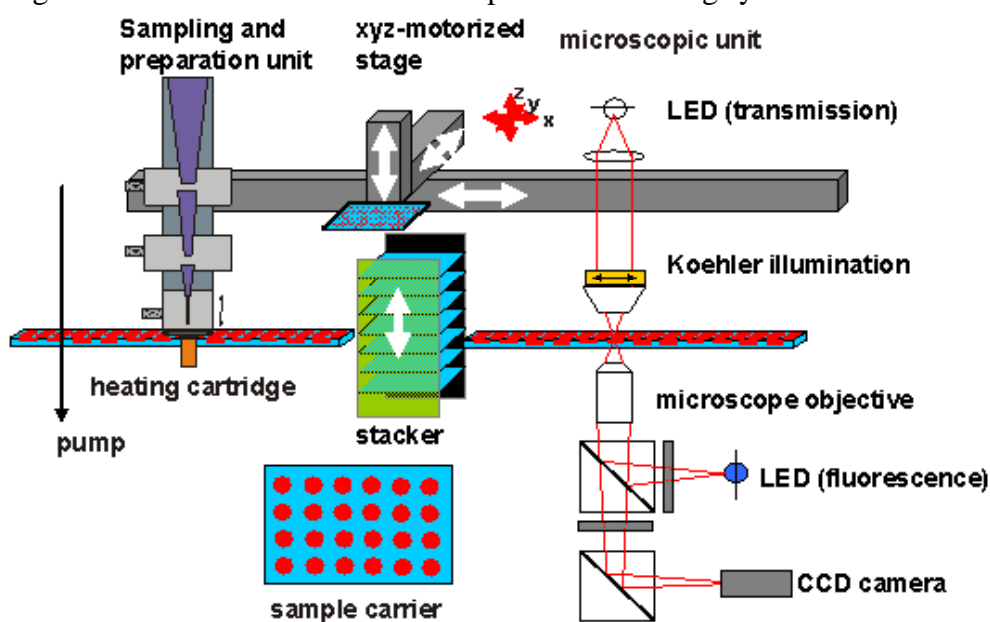 Sampling and
preparation unit
xyz-motorized
stage
microscopic unit
z
y
x
LED (transmission)
Koehler illumination
heating cartridge
microscope objective
pump
stacker
LED (fluorescence)
CCD camera
sample carrier